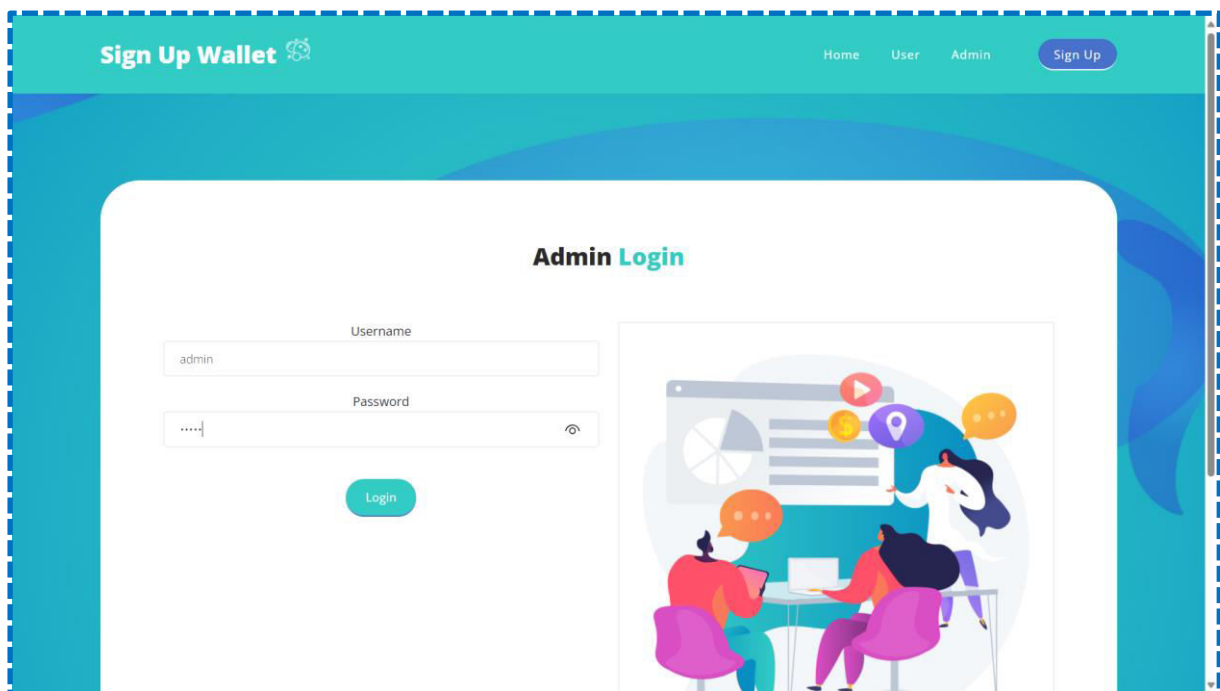 Sign Up Wallet
Home User Admin Sign Up
Admin Login
Username
admin
Password
·····
Login